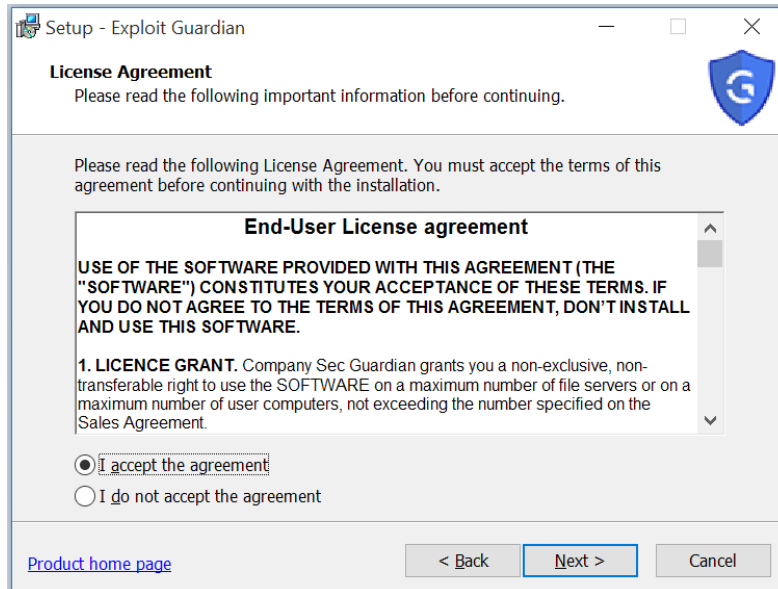 Setup - Exploit Guardian
License Agreement
Please read the following important information before continuing.
G
Please read the following License Agreement. You must accept the terms of this
agreement before continuing with the installation.
End-User License agreement
USE OF THE SOFTWARE PROVIDED WITH THIS AGREEMENT (THE
"SOFTWARE") CONSTITUTES YOUR ACCEPTANCE OF THESE TERMS. IF
YOU DO NOT AGREE TO THE TERMS OF THIS AGREEMENT, DON'T INSTALL
AND USE THIS SOFTWARE.
1. LICENCE GRANT. Company Sec Guardian grants you a non-exclusive, non-
transferable right to use the SOFTWARE on a maximum number of file servers or on a
maximum number of user computers, not exceeding the number specified on the
Sales Agreement.
I accept the agreement
I do not accept the agreement
Product home page
< Back
Next >
Cancel